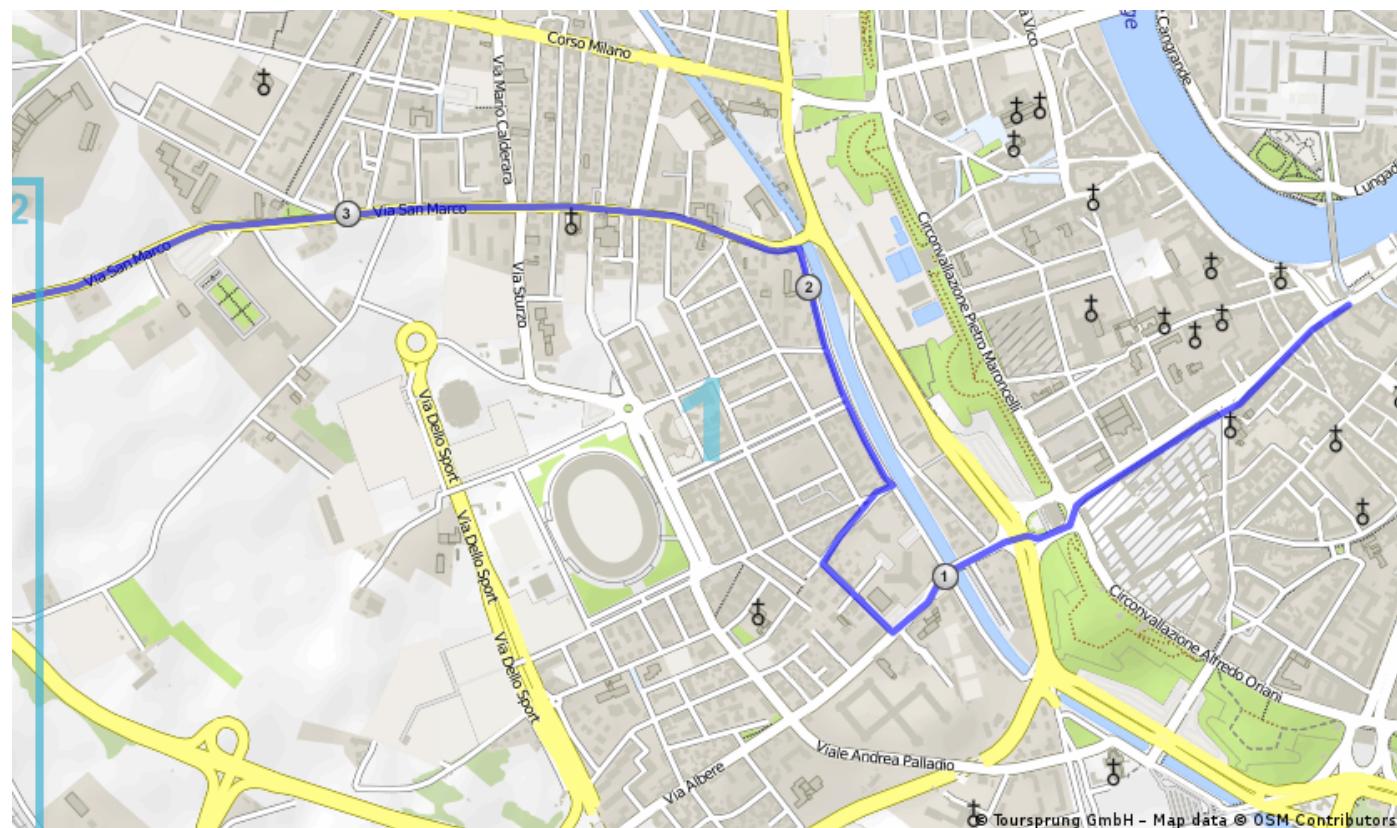 Corso Milano
Via Mario Calderara
a Vico
ge
Cangrande
Lungad
2
3
Via San Marco
Via San Marco
Via Sturzo
2
Circonvallazione Pietro Maroncelli
1
Via Dello Sport
Via Dello Sport
Via Dello Sport
1
Circonvallazione Alfredo Oriani
Viale Andrea Palladio
Via Albere
© Toursprung GmbH – Map data © OSM Contributors